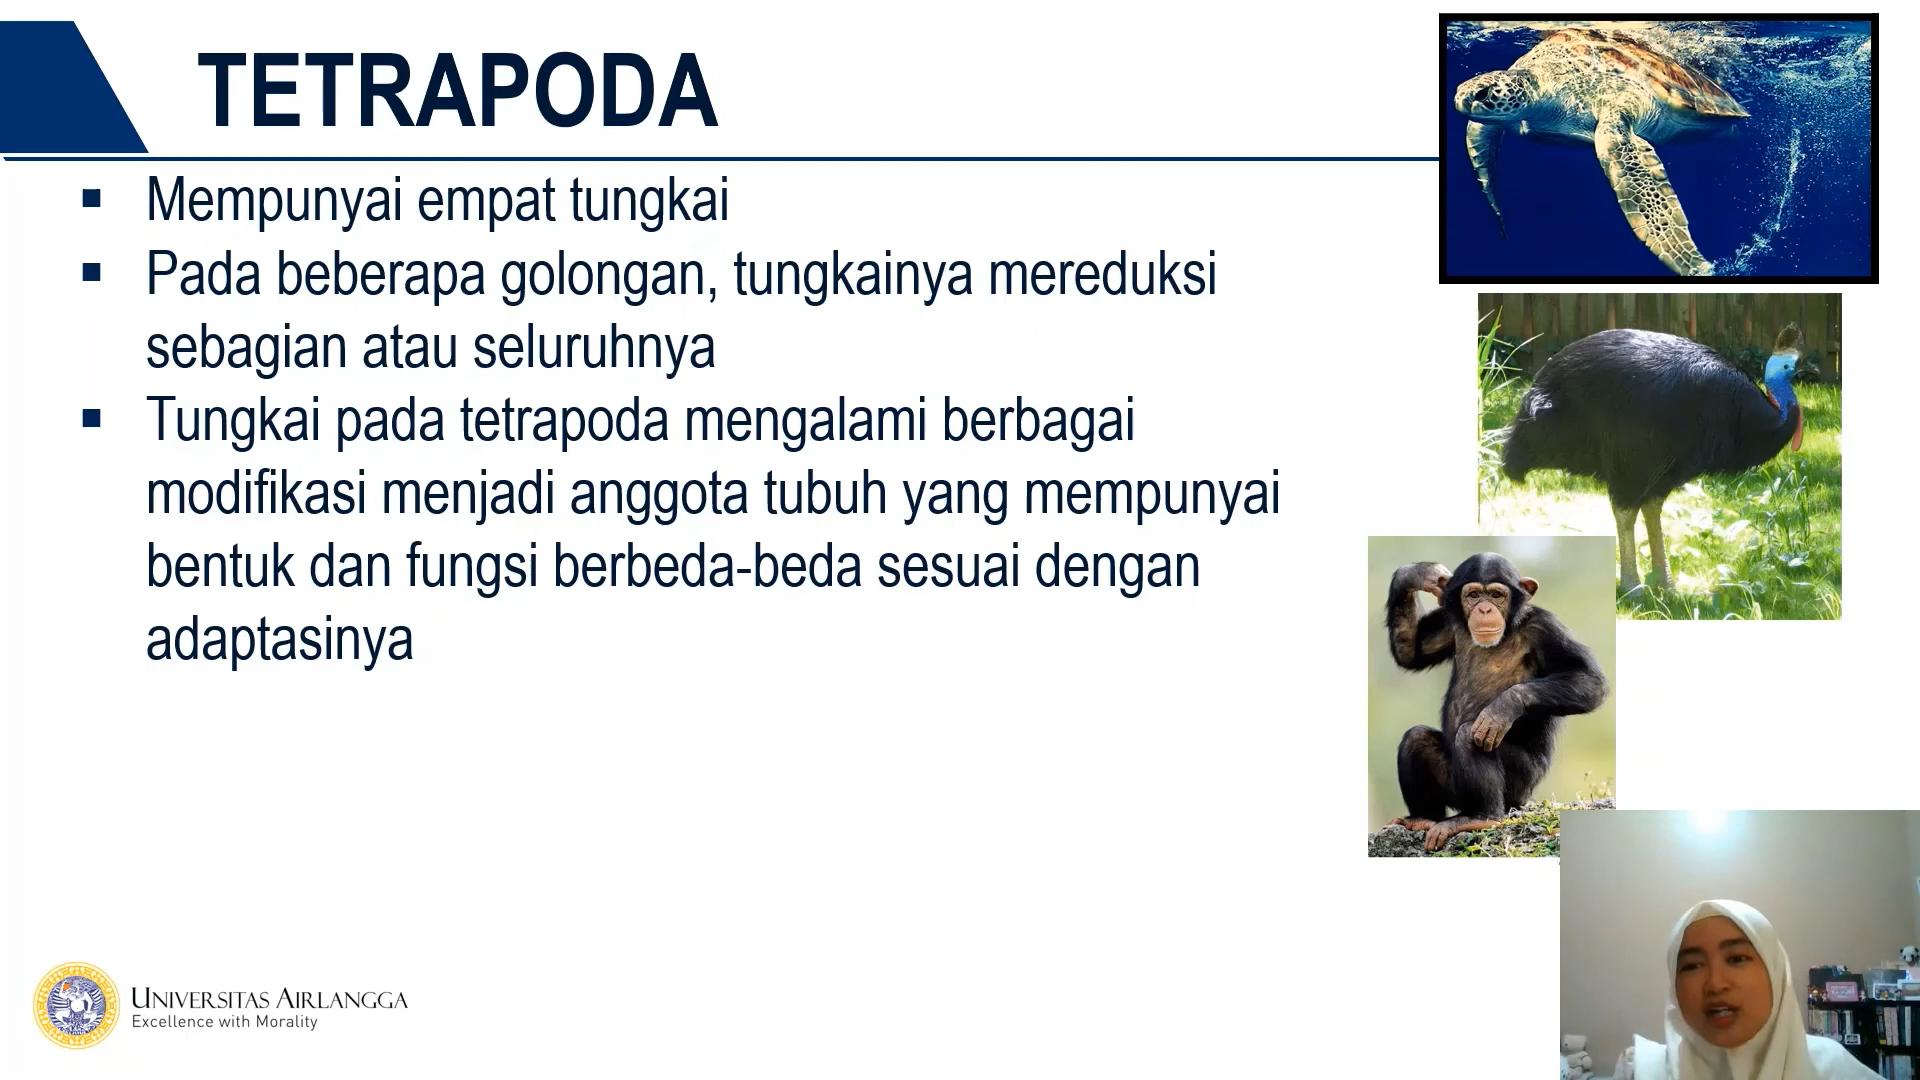 TETRAPODA
▪ Mempunyai empat tungkai
▪ Pada beberapa golongan, tungkainya mereduksi
sebagian atau seluruhnya
▪ Tungkai pada tetrapoda mengalami berbagai
modifikasi menjadi anggota tubuh yang mempunyai
bentuk dan fungsi berbeda-beda sesuai dengan
adaptasinya
UNIVERSITAS AIRLANGGA
Excellence with Morality